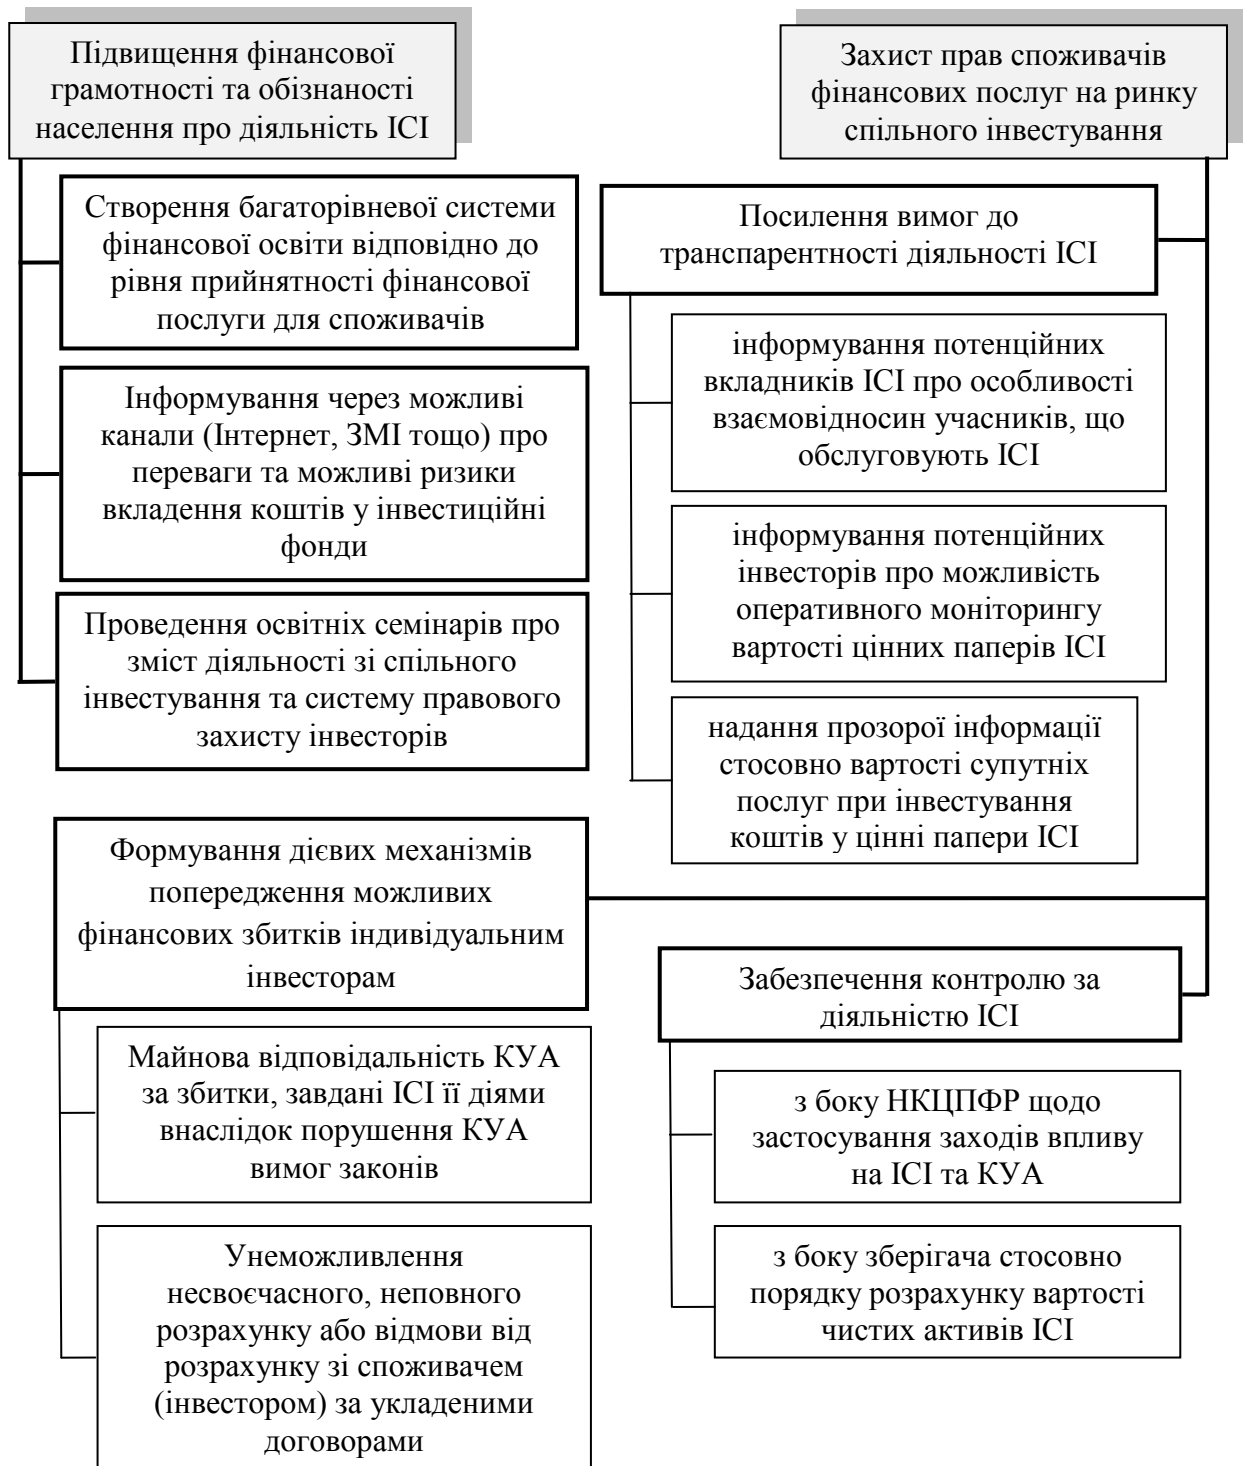 Підвищення фінансової
грамотності та обізнаності
населення про діяльність ІСІ
Створення багаторівневої системи
фінансової освіти відповідно до
рівня прийнятності фінансової
послуги для споживачів
Інформування через можливі
канали (Інтернет, ЗМІ тощо) про
переваги та можливі ризики
вкладення коштів у інвестиційні
фонди
Проведення освітніх семінарів про
зміст діяльності зі спільного
інвестування та систему правового
захисту інвесторів
Захист прав споживачів
фінансових послуг на ринку
спільного інвестування
Посилення вимог до
транспарентності діяльності ІСІ
інформування потенційних
вкладників ІСІ про особливості
взаємовідносин учасників, що
обслуговують ІСІ
інформування потенційних
інвесторів про можливість
оперативного моніторингу
вартості цінних паперів ІСІ
надання прозорої інформації
стосовно вартості супутніх
послуг при інвестування
коштів у цінні папери ІСІ
Формування дієвих механізмів
попередження можливих
фінансових збитків індивідуальним
інвесторам
Майнова відповідальність КУА
за збитки, завдані ІСІ її діями
внаслідок порушення КУА
вимог законів
Унеможливлення
несвоєчасного, неповного
розрахунку або відмови від
розрахунку зі споживачем
(інвестором) за укладеними
договорами
Забезпечення контролю за
діяльністю ІСІ
з боку НКЦПФР щодо
застосування заходів впливу
на ІСІ та КУА
з боку зберігача стосовно
порядку розрахунку вартості
чистих активів ІСІ